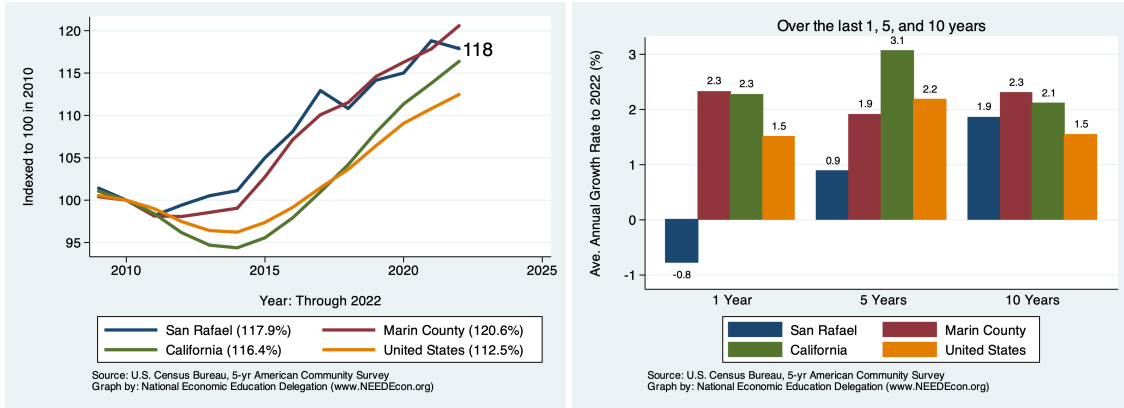 Indexed to 100 in 2010
120
115
110
105
100
95
118
2010 2015 2020 2025
Year: Through 2022
San Rafael (117.9%) Marin County (120.6%)
California (116.4%) United States (112.5%)
Source: U.S. Census Bureau, 5-yr American Community Survey
Graph by: National Economic Education Delegation (www.NEEDEcon.org)
Over the last 1, 5, and 10 years
Ave. Annual Growth Rate to 2022 (%)
3
2
1
0
-1
-0.8 2.3 2.3 1.5
0.9 1.9 3.1 2.2
1.9 2.3 2.1 1.5
1 Year 5 Years 10 Years
San Rafael Marin County
California United States
Source: U.S. Census Bureau, 5-yr American Community Survey
Graph by: National Economic Education Delegation (www.NEEDEcon.org)